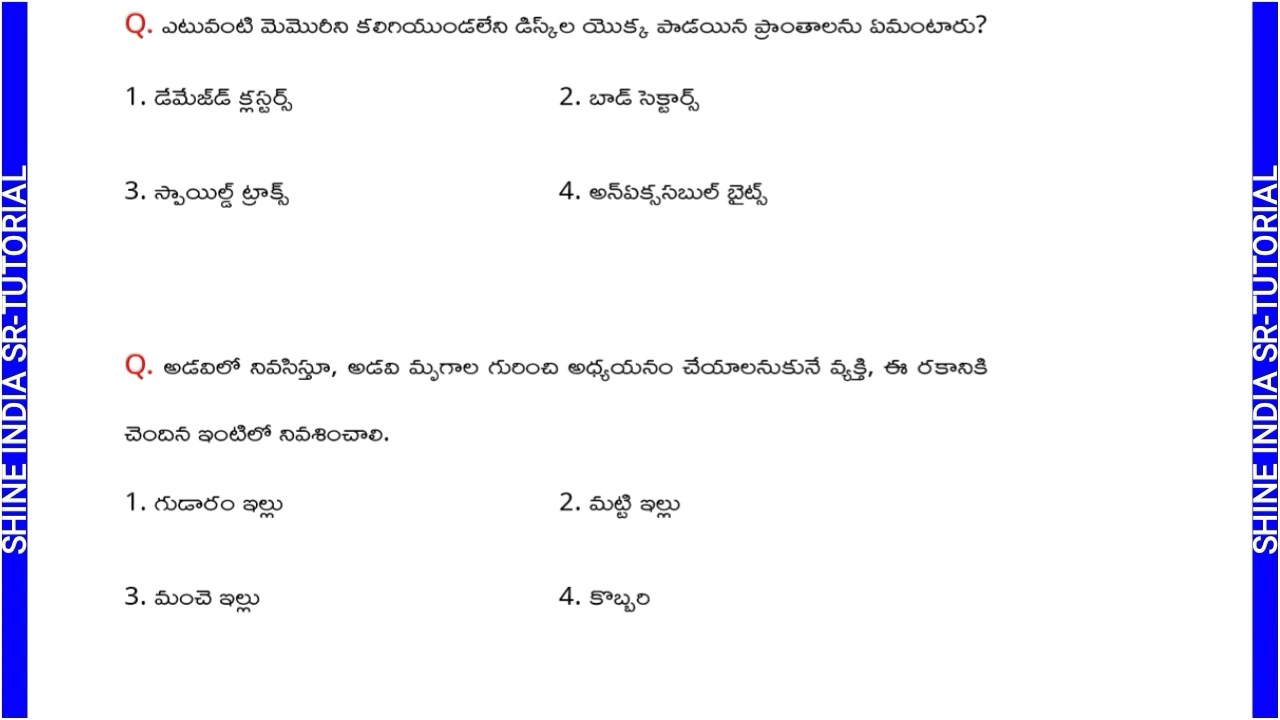 Q. ఎటువంటి మెమొరీని కలిగియుండలేని డిస్క్‌ల యొక్క పాడయిన ప్రాంతాలను ఏమంటారు?
1. డేమేజ్‌డ్ క్లస్టర్స్ 2. బాడ్ సెక్టార్స్
3. స్పాయిల్డ్ ట్రాక్స్ 4. అన్‌ఏక్ససబుల్ బైట్స్
Q. అడవిలో నివసిస్తూ, అడవి మృగాల గురించి అధ్యయనం చేయాలనుకునే వ్యక్తి, ఈ రకానికి
చెందిన ఇంటిలో నివశించాలి.
1. గుడారం ఇల్లు 2. మట్టి ఇల్లు
3. మంచె ఇల్లు 4. కొబ్బరి
SHINE INDIA SR-TUTORIAL
SHINE INDIA SR-TUTORIAL